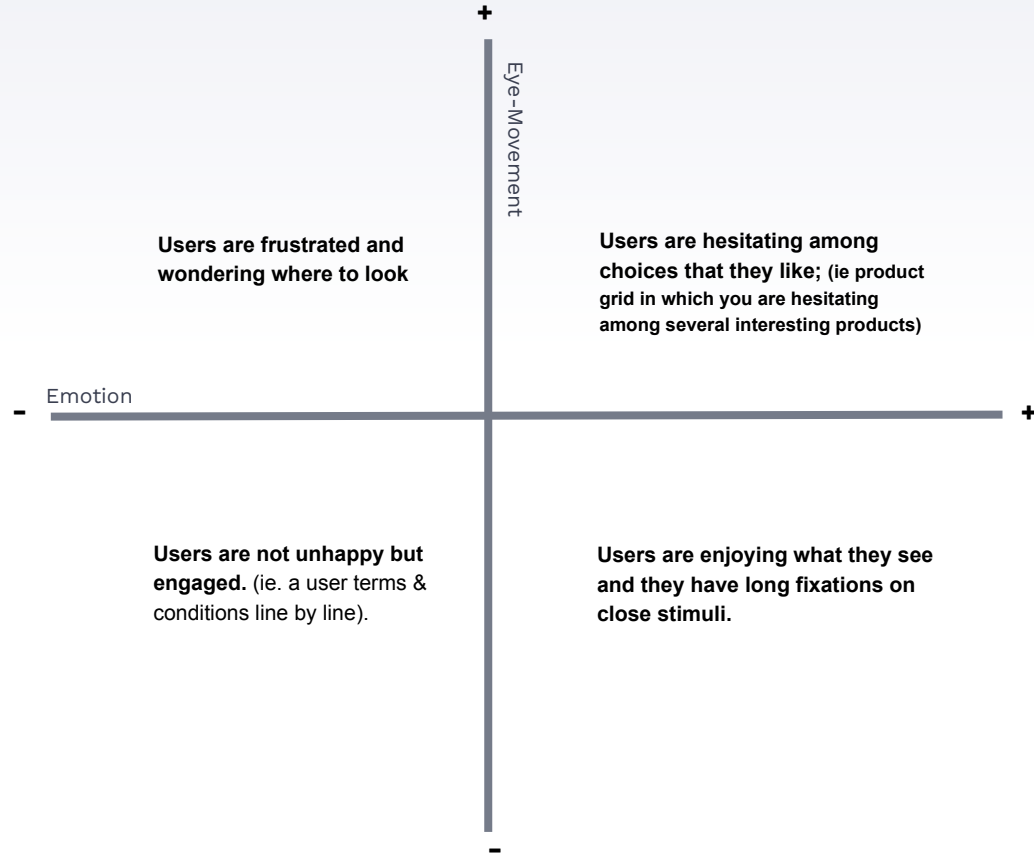 +
Eye-Movement
Users are frustrated and
wondering where to look
Users are hesitating among
choices that they like; (ie product
grid in which you are hesitating
among several interesting products)
Emotion
-
+
Users are not unhappy but
engaged. (ie. a user terms &
conditions line by line).
Users are enjoying what they see
and they have long fixations on
close stimuli.
-